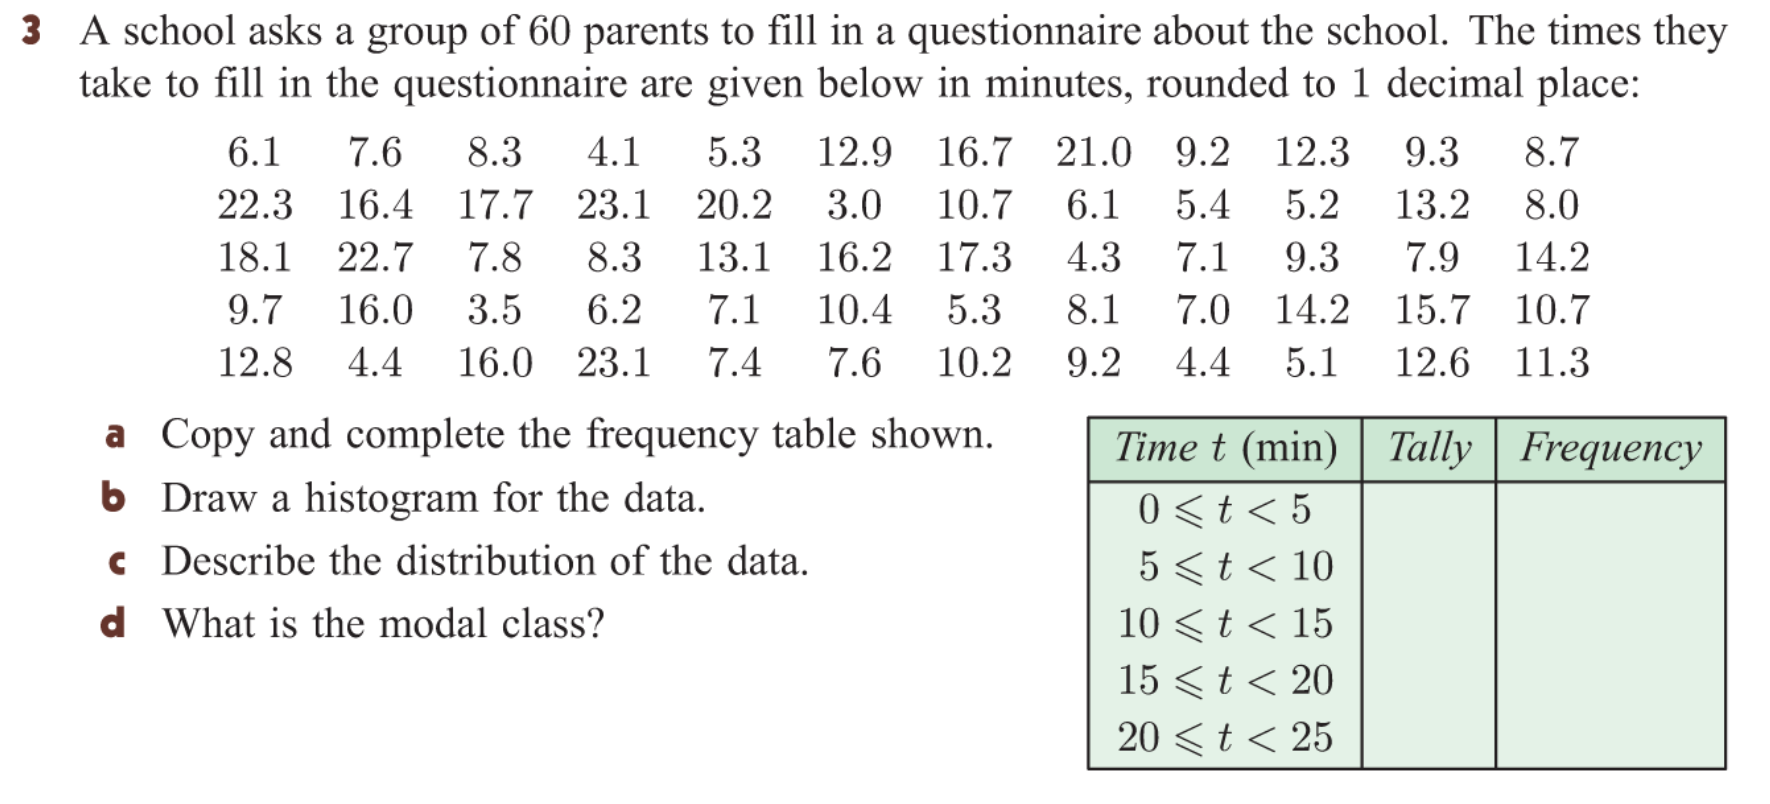 3 A school asks a group of 60 parents to fill in a questionnaire about the school. The times they
take to fill in the questionnaire are given below in minutes, rounded to 1 decimal place:
6.1 7.6 8.3 4.1 5.3 12.9 16.7 21.0 9.2 12.3 9.3 8.7
22.3 16.4 17.7 23.1 20.2 3.0 10.7 6.1 5.4 5.2 13.2 8.0
18.1 22.7 7.8 8.3 13.1 16.2 17.3 4.3 7.1 9.3 7.9 14.2
9.7 16.0 3.5 6.2 7.1 10.4 5.3 8.1 7.0 14.2 15.7 10.7
12.8 4.4 16.0 23.1 7.4 7.6 10.2 9.2 4.4 5.1 12.6 11.3
a Copy and complete the frequency table shown.
b Draw a histogram for the data.
c Describe the distribution of the data.
d What is the modal class?
Time t (min) Tally Frequency
0 ⩽ t < 5
5 ⩽ t < 10
10 ⩽ t < 15
15 ⩽ t < 20
20 ⩽ t < 25